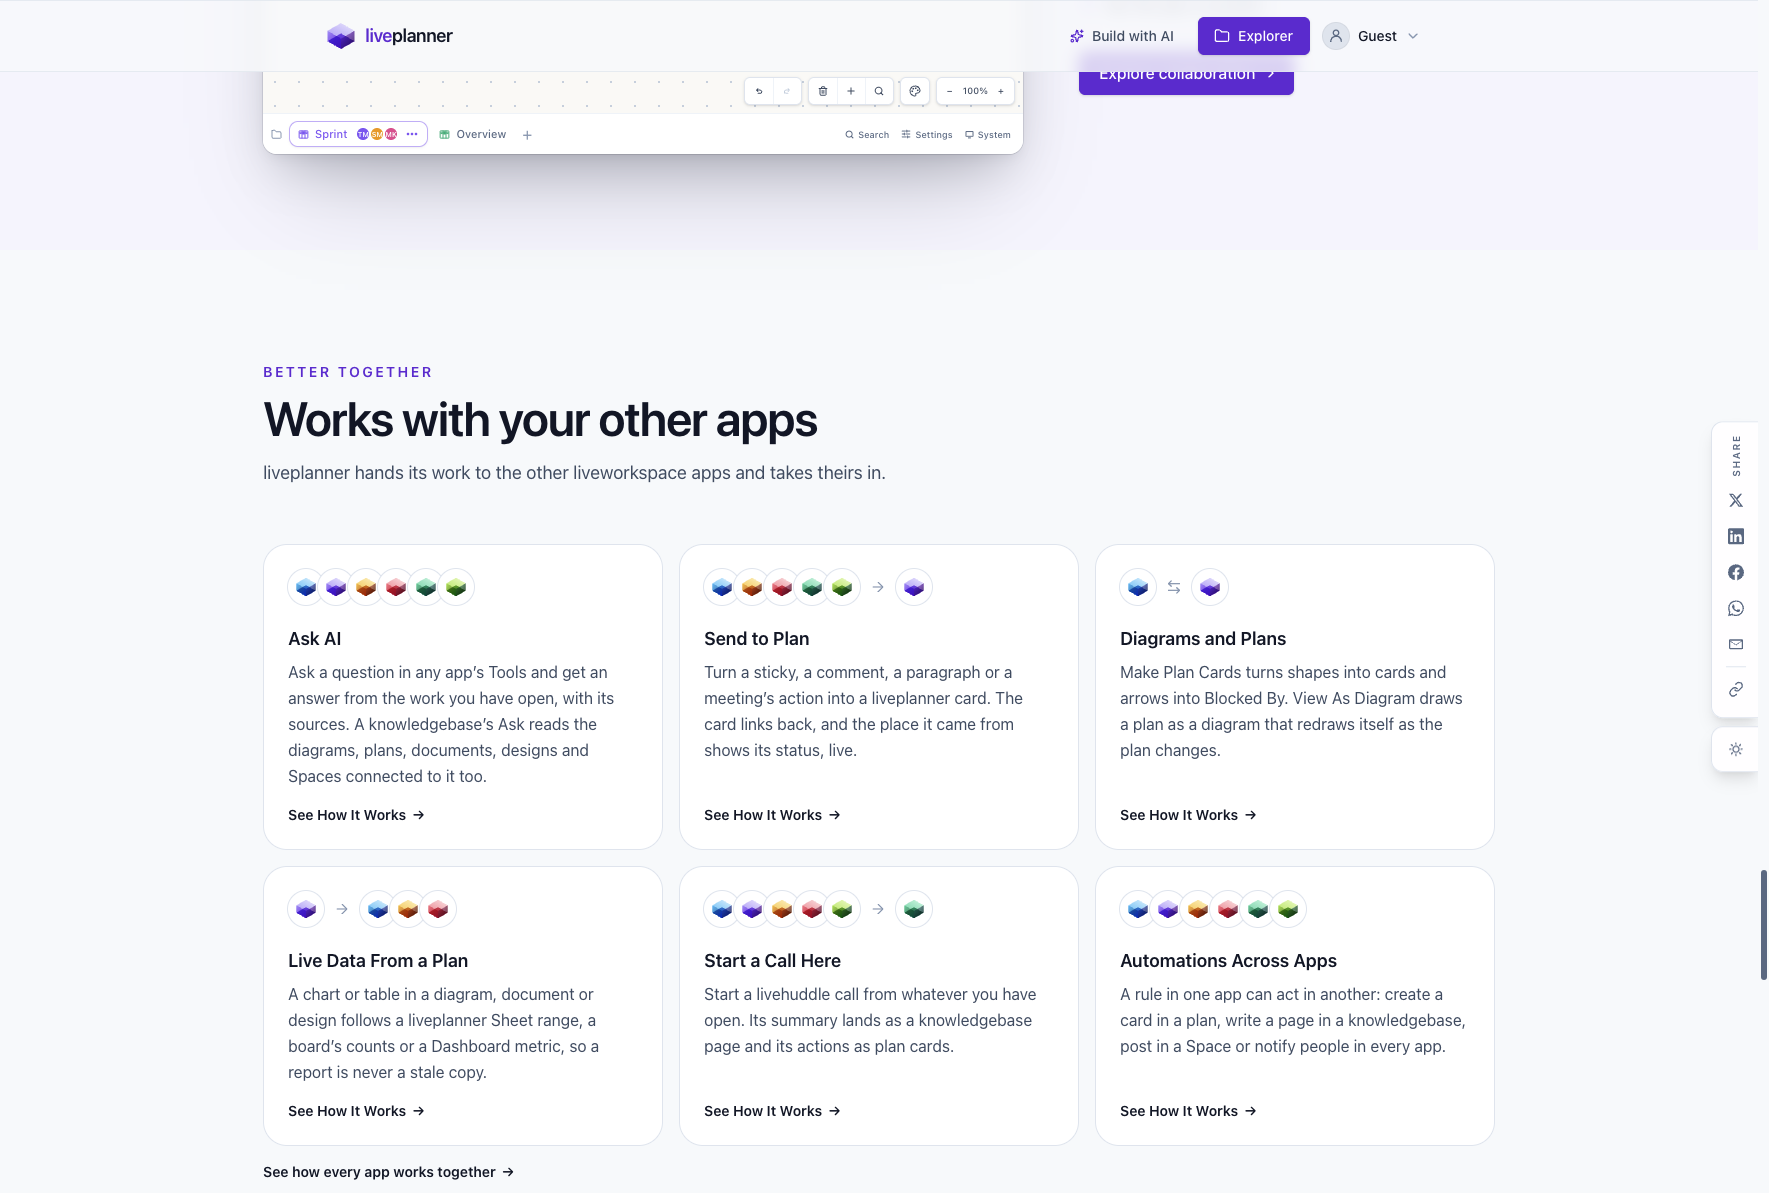 liveplanner
Build with AI
Explorer
Guest
Explore collaboration
100%
Sprint
TM
SM
MK
Overview
Search
Settings
System
BETTER TOGETHER
Works with your other apps
liveplanner hands its work to the other liveworkspace apps and takes theirs in.
SHARE
Ask AI
Ask a question in any app’s Tools and get an
answer from the work you have open, with its
sources. A knowledgebase’s Ask reads the
diagrams, plans, documents, designs and
Spaces connected to it too.
See How It Works →
Send to Plan
Turn a sticky, a comment, a paragraph or a
meeting’s action into a liveplanner card. The
card links back, and the place it came from
shows its status, live.
See How It Works →
Diagrams and Plans
Make Plan Cards turns shapes into cards and
arrows into Blocked By. View As Diagram draws
a plan as a diagram that redraws itself as the
plan changes.
See How It Works →
Live Data From a Plan
A chart or table in a diagram, document or
design follows a liveplanner Sheet range, a
board’s counts or a Dashboard metric, so a
report is never a stale copy.
See How It Works →
Start a Call Here
Start a livehuddle call from whatever you have
open. Its summary lands as a knowledgebase
page and its actions as plan cards.
See How It Works →
Automations Across Apps
A rule in one app can act in another: create a
card in a plan, write a page in a knowledgebase,
post in a Space or notify people in every app.
See How It Works →
See how every app works together →